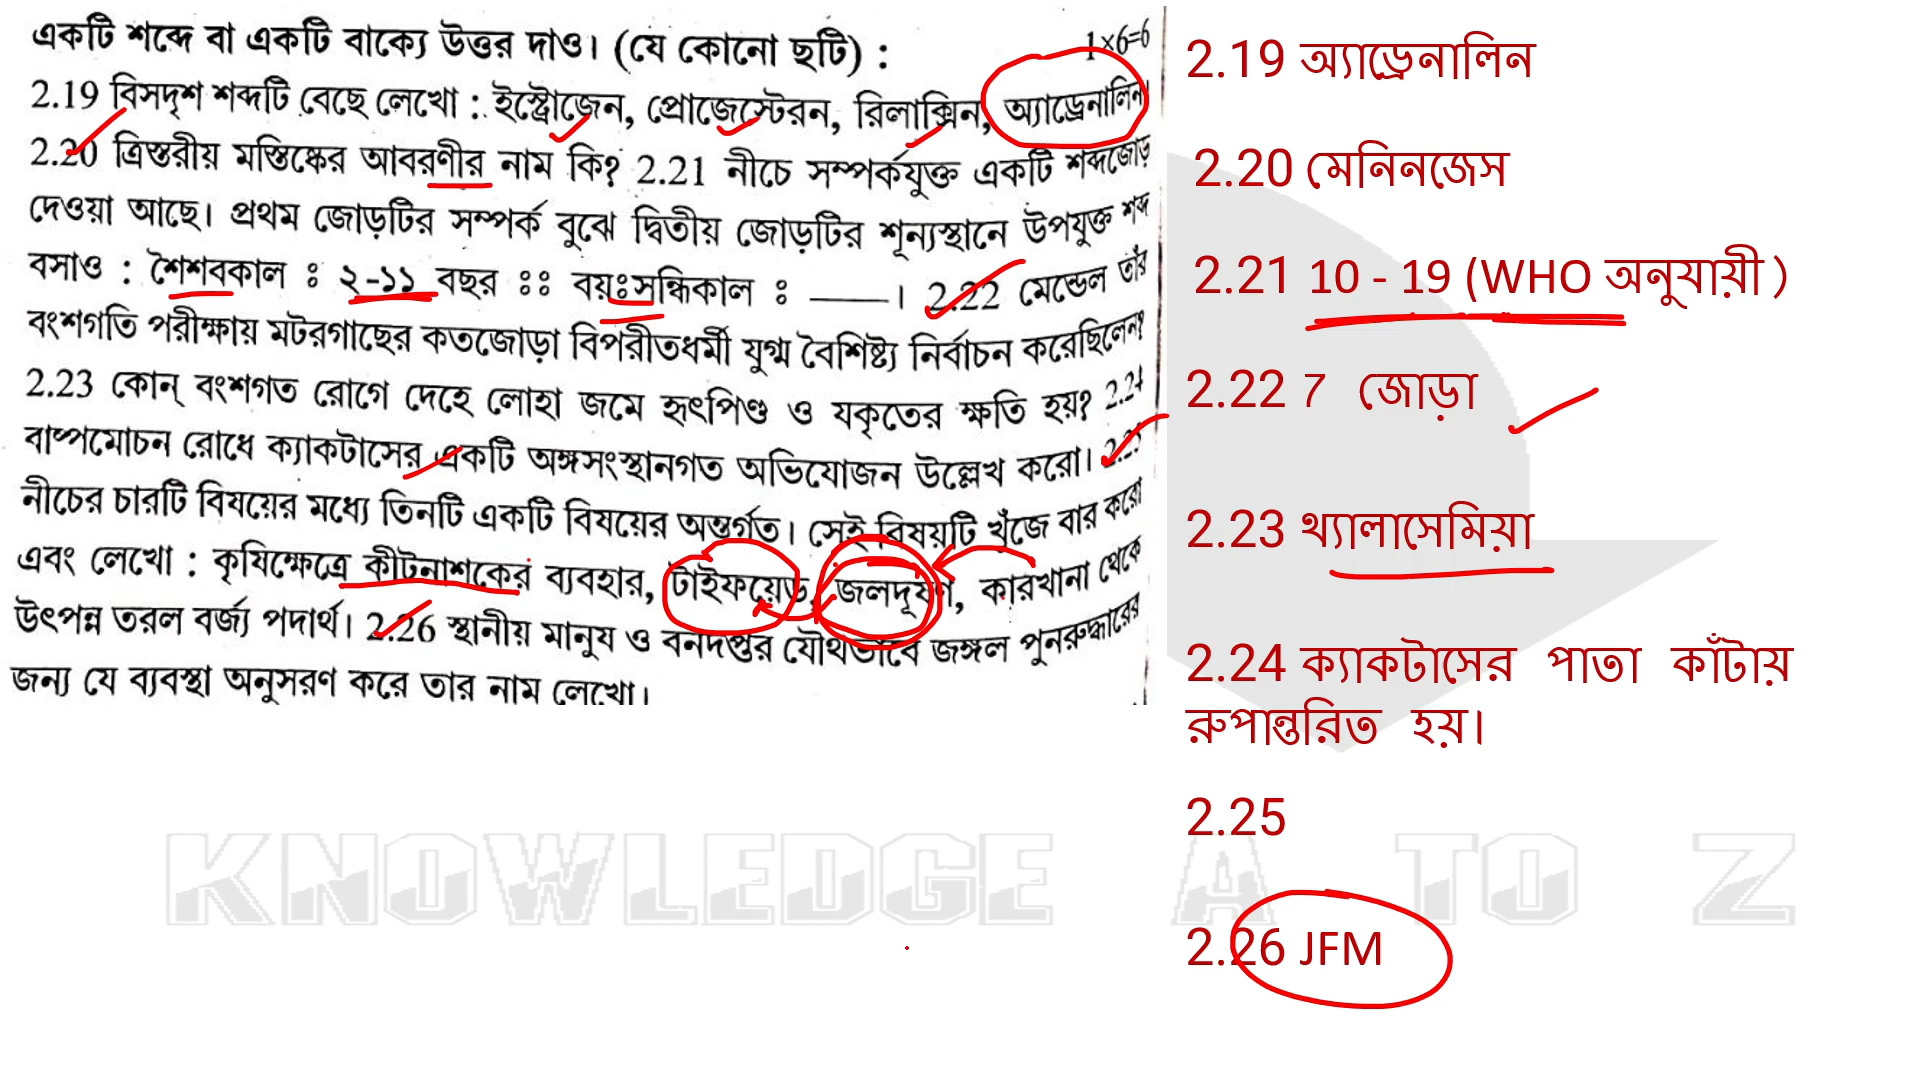 একটি শব্দে বা একটি বাক্যে উত্তর দাও। (যে কোনো ছটি) : 1×6=6
2.19 বিসদৃশ শব্দটি বেছে লেখো : ইস্ট্রোজেন, প্রোজেস্টেরন, রিলাক্সিন, অ্যাড্রেনালিন।
2.20 ত্রিস্তরীয় মস্তিষ্কের আবরণীর নাম কি? 2.21 নীচে সম্পর্কযুক্ত একটি শব্দজোড়
দেওয়া আছে। প্রথম জোড়টির সম্পর্ক বুঝে দ্বিতীয় জোড়টির শূন্যস্থানে উপযুক্ত শব্দ
বসাও : শৈশবকাল ঃ ২-১১ বছর ঃঃ বয়ঃসন্ধিকাল ঃ ——। 2.22 মেন্ডেল তাঁর
বংশগতি পরীক্ষায় মটরগাছের কতজোড়া বিপরীতধর্মী যুগ্ম বৈশিষ্ট্য নির্বাচন করেছিলেন?
2.23 কোন্ বংশগত রোগে দেহে লোহা জমে হৃৎপিণ্ড ও যকৃতের ক্ষতি হয়? 2.24
বাষ্পমোচন রোধে ক্যাকটাসের একটি অঙ্গসংস্থানগত অভিযোজন উল্লেখ করো। 2.25
নীচের চারটি বিষয়ের মধ্যে তিনটি একটি বিষয়ের অন্তর্গত। সেই বিষয়টি খুঁজে বার করো
এবং লেখো : কৃষিক্ষেত্রে কীটনাশকের ব্যবহার, টাইফয়েড, জলদূষণ, কারখানা থেকে
উৎপন্ন তরল বর্জ্য পদার্থ। 2.26 স্থানীয় মানুষ ও বনদপ্তর যৌথভাবে জঙ্গল পুনরুদ্ধারের
জন্য যে ব্যবস্থা অনুসরণ করে তার নাম লেখো।
2.19 অ্যাড্রেনালিন
2.20 মেনিনজেস
2.21 10 - 19 (WHO অনুযায়ী )
2.22 7 জোড়া
2.23 থ্যালাসেমিয়া
2.24 ক্যাকটাসের পাতা কাঁটায়
রুপান্তরিত হয়।
2.25
2.26 JFM
KNOWLEDGE A TO Z